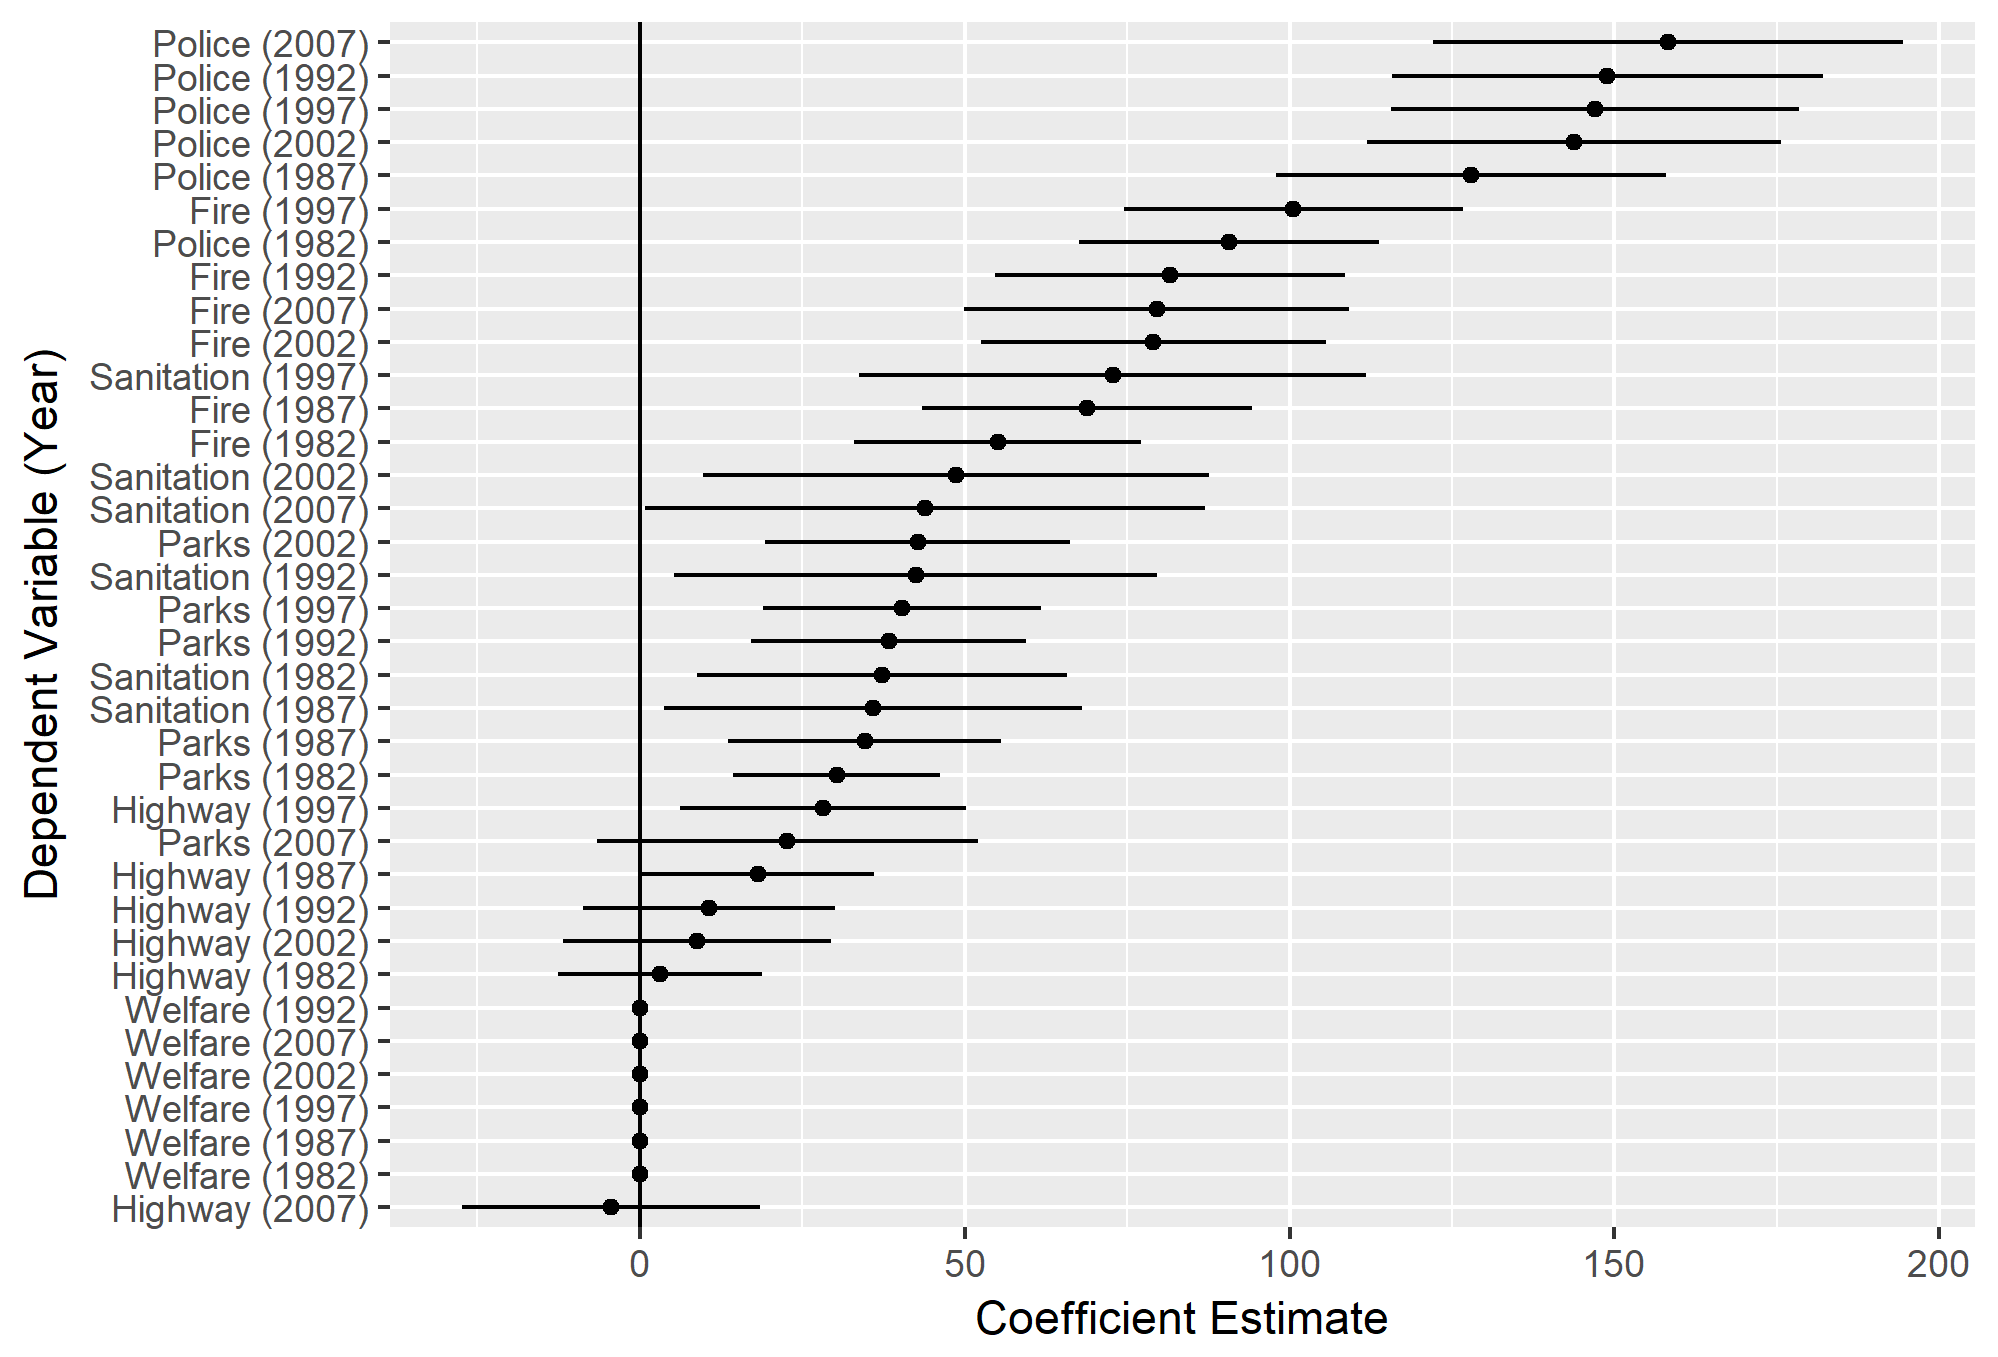 Police (2007)
Police (1992)
Police (1997)
Police (2002)
Police (1987)
Fire (1997)
Police (1982)
Fire (1992)
Fire (2007)
Fire (2002)
Sanitation (1997)
Fire (1987)
Fire (1982)
Sanitation (2002)
Sanitation (2007)
Parks (2002)
Sanitation (1992)
Parks (1997)
Parks (1992)
Sanitation (1982)
Sanitation (1987)
Parks (1987)
Parks (1982)
Highway (1997)
Parks (2007)
Highway (1987)
Highway (1992)
Highway (2002)
Highway (1982)
Welfare (1992)
Welfare (2007)
Welfare (2002)
Welfare (1997)
Welfare (1987)
Welfare (1982)
Highway (2007)
Dependent Variable (Year)
0 50 100 150 200
Coefficient Estimate